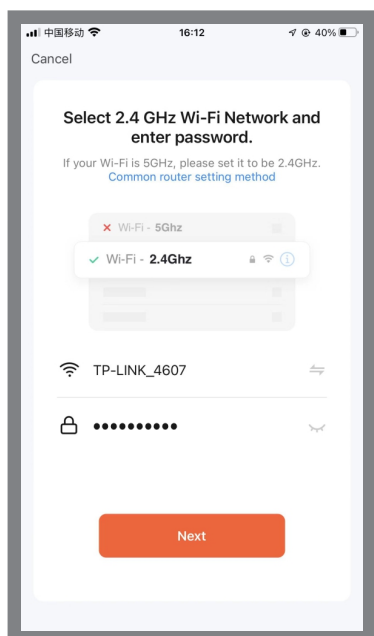 中国移动 16:12 40%
Cancel
Select 2.4 GHz Wi-Fi Network and
enter password.
If your Wi-Fi is 5GHz, please set it to be 2.4GHz.
Common router setting method
Wi-Fi - 5Ghz
Wi-Fi - 2.4Ghz
TP-LINK_4607
••••••••••
Next